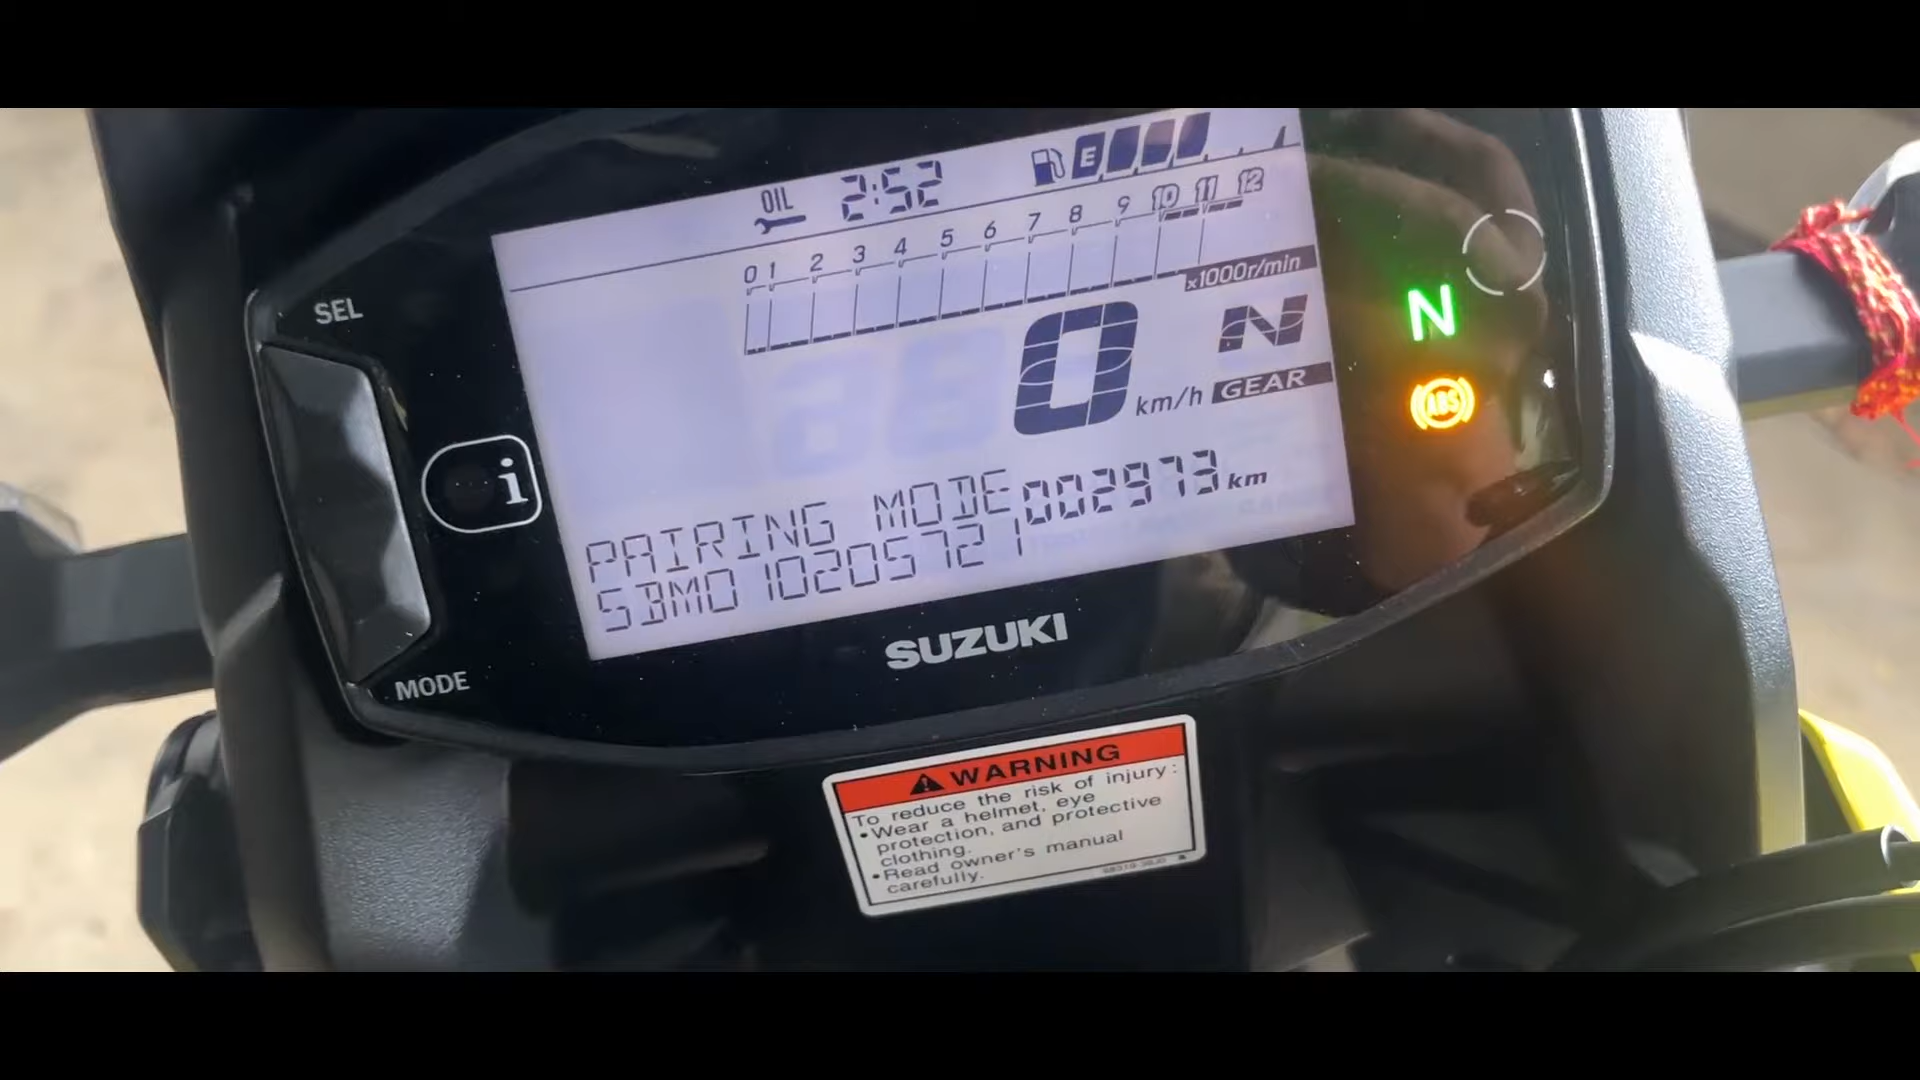 OIL 2:52 E
0 1 2 3 4 5 6 7 8 9 10 11 12
x1000r/min
SEL
N
0 km/h N
GEAR
ABS
i
PAIRING MODE 002973 km
SBM010205721
SUZUKI
MODE
WARNING
To reduce the risk of injury:
•Wear a helmet, eye
protection, and protective
clothing.
•Read owner's manual
carefully.